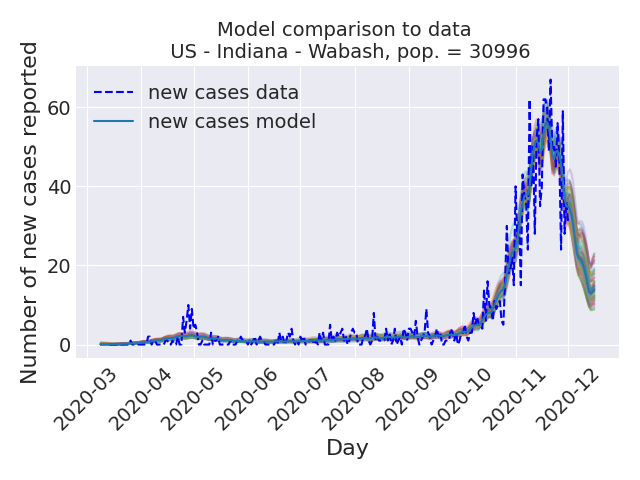 Model comparison to data
US - Indiana - Wabash, pop. = 30996
Number of new cases reported
60
40
20
0
new cases data
new cases model
2020-03
2020-04
2020-05
2020-06
2020-07
2020-08
2020-09
2020-10
2020-11
2020-12
Day